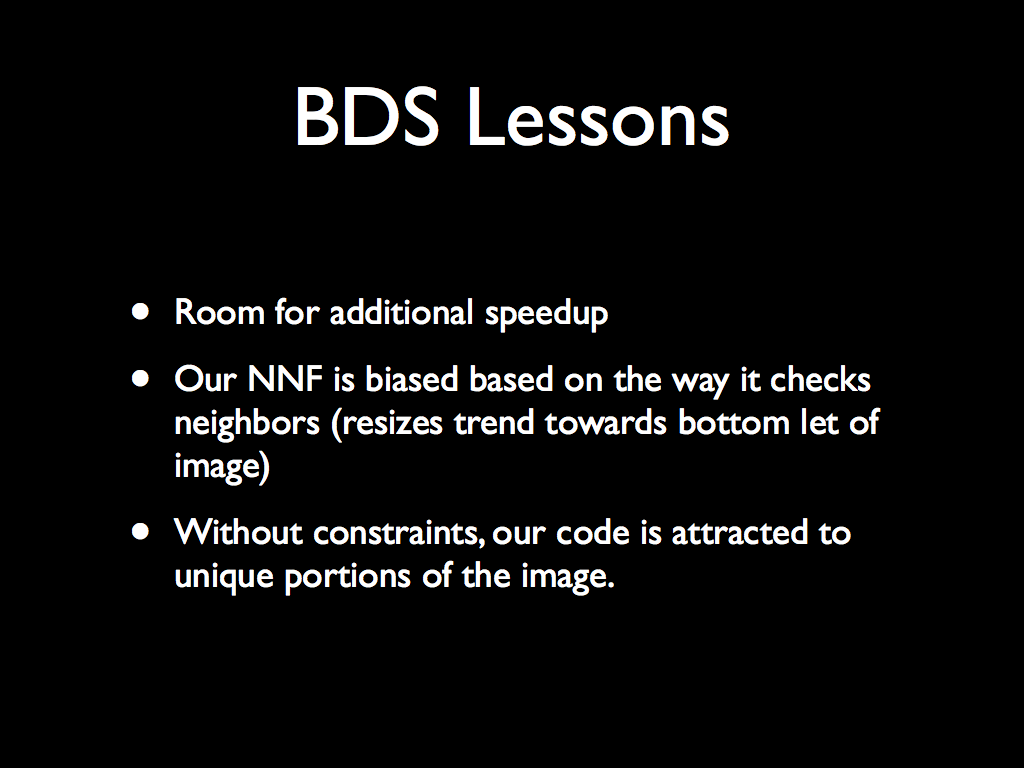 BDS Lessons
• Room for additional speedup
• Our NNF is biased based on the way it checks
neighbors (resizes trend towards bottom let of
image)
• Without constraints, our code is attracted to
unique portions of the image.